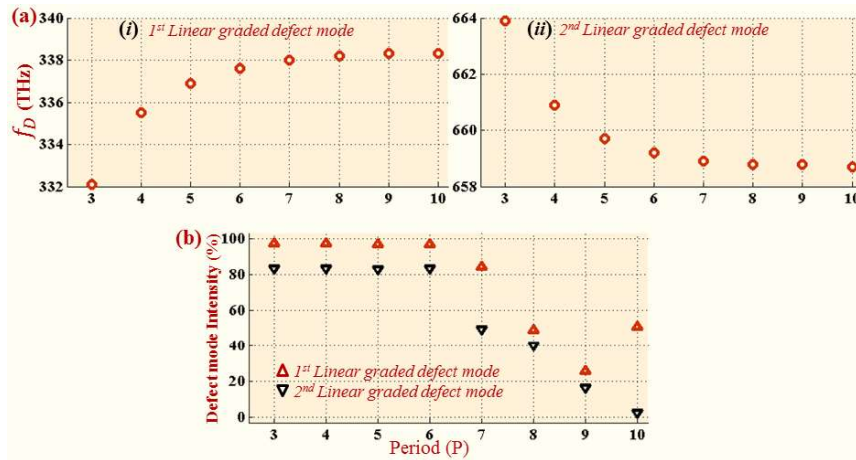 (a)
(i) 1st Linear graded defect mode
(ii) 2nd Linear graded defect mode
fD (THz)
340
338
336
334
332
3 4 5 6 7 8 9 10
664
662
660
659
658
3 4 5 6 7 8 9 10
(b)
Defect mode Intensity (%)
100
80
60
40
20
0
1st Linear graded defect mode
2nd Linear graded defect mode
3 4 5 6 7 8 9 10
Period (P)